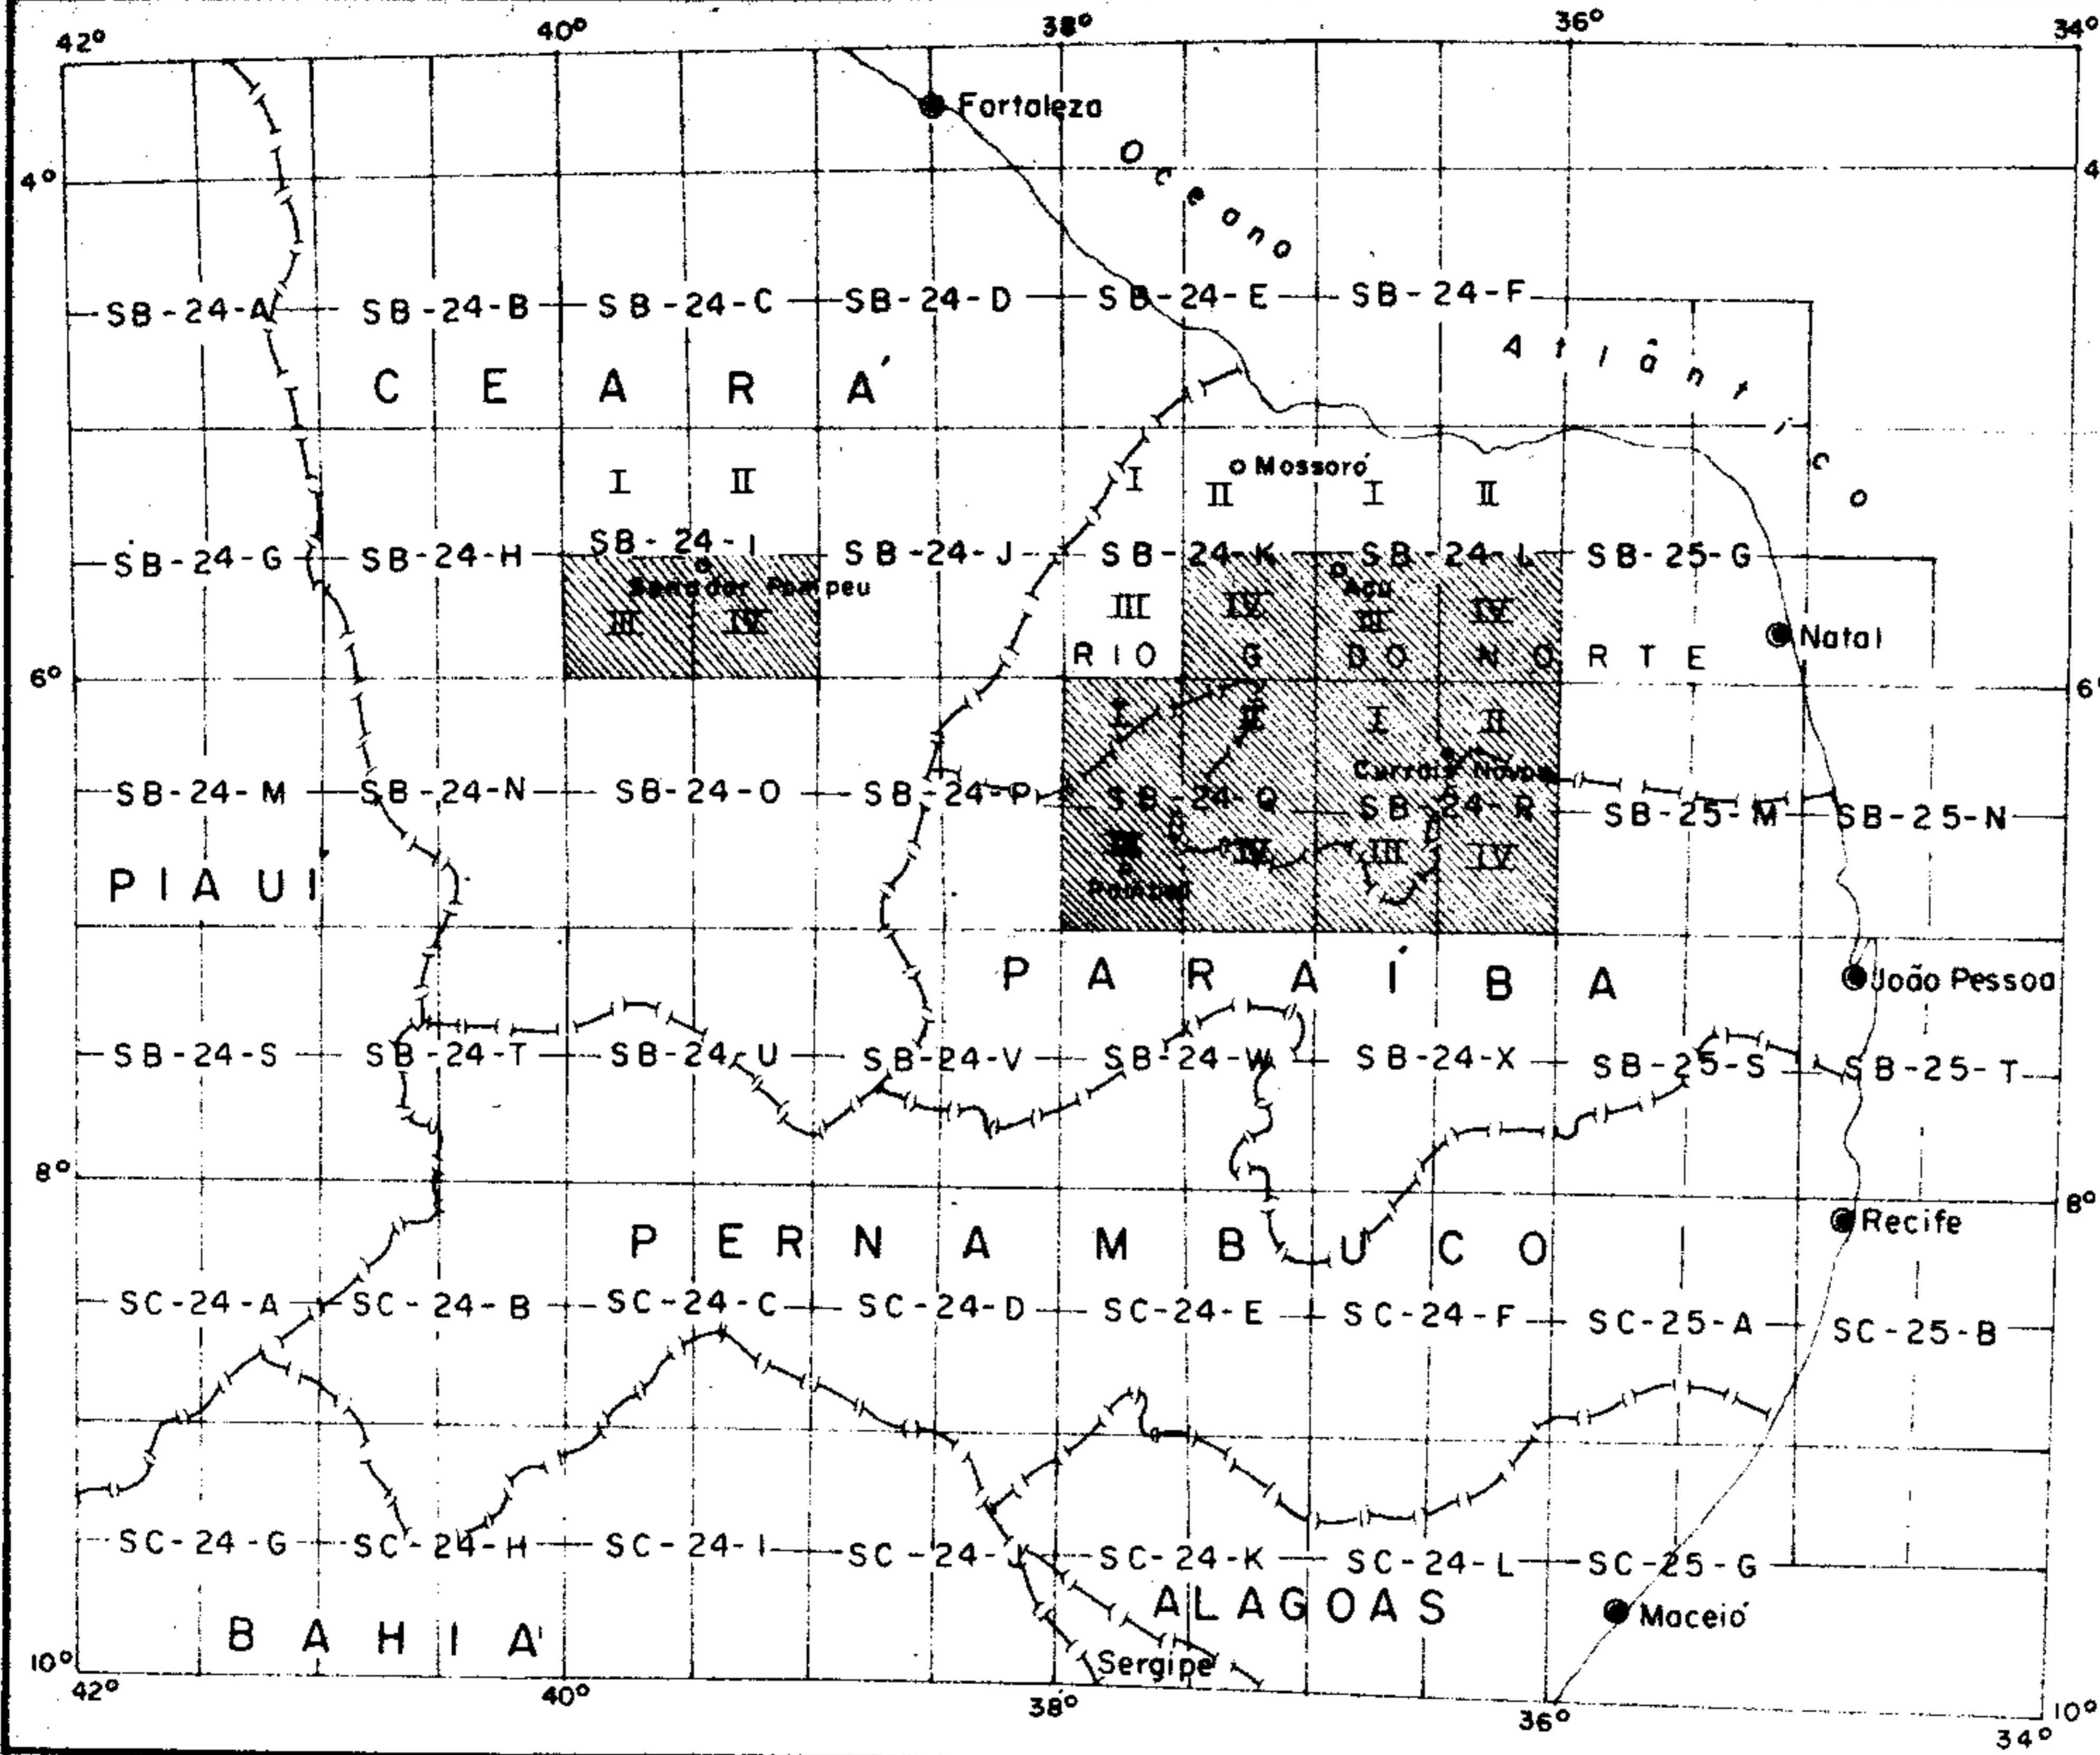 42° 40° 38° 36° 34°
Fortaleza
Oceano
4° 4
SB-24-A SB-24-B SB-24-C SB-24-D SB-24-E SB-24-F
Atlântico
CEARÁ
I II I II I II
Mossoró
SB-24-G SB-24-H SB-24-I SB-24-J SB-24-K SB-24-L SB-25-G
Senador Pompeu
Açu
III IV III IV III IV
Natal
RIO G DO NORTE
6° 6°
I II I II
Currais Novos
SB-24-M SB-24-N SB-24-O SB-24-P SB-24-Q SB-24-R SB-25-M SB-25-N
III IV III IV
PIAUI
Pombal
PARAÍBA
João Pessoa
SB-24-S SB-24-T SB-24-U SB-24-V SB-24-W SB-24-X SB-25-S SB-25-T
8° 8°
Recife
PERNAMBUCO
SC-24-A SC-24-B SC-24-C SC-24-D SC-24-E SC-24-F SC-25-A SC-25-B
SC-24-G SC-24-H SC-24-I SC-24-J SC-24-K SC-24-L SC-25-G
ALAGOAS
Maceió
BAHIA
Sergipe
10° 10°
42° 40° 38° 36° 34°